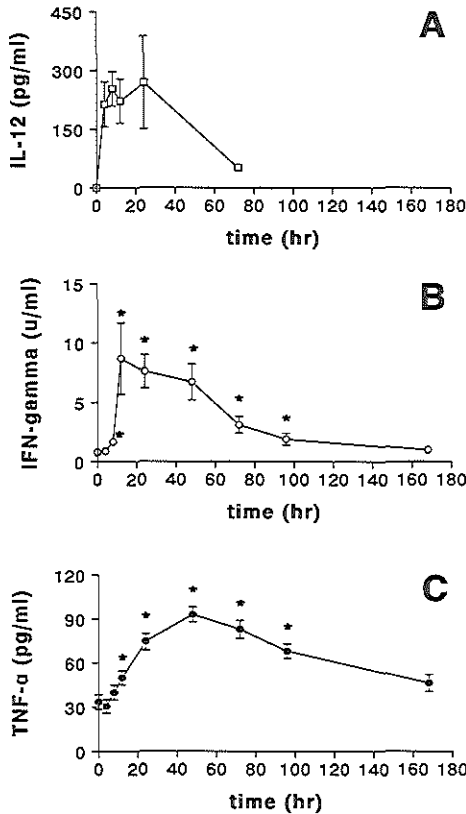 A
450
300
150
0
IL-12 (pg/ml)
0 20 40 60 80 100 120 140 160 180
time (hr)
B
15
10
5
0
IFN-gamma (u/ml)
* * * * * *
0 20 40 60 80 100 120 140 160 180
time (hr)
C
120
90
60
30
0
TNF-α (pg/ml)
* * * * *
0 20 40 60 80 100 120 140 160 180
time (hr)